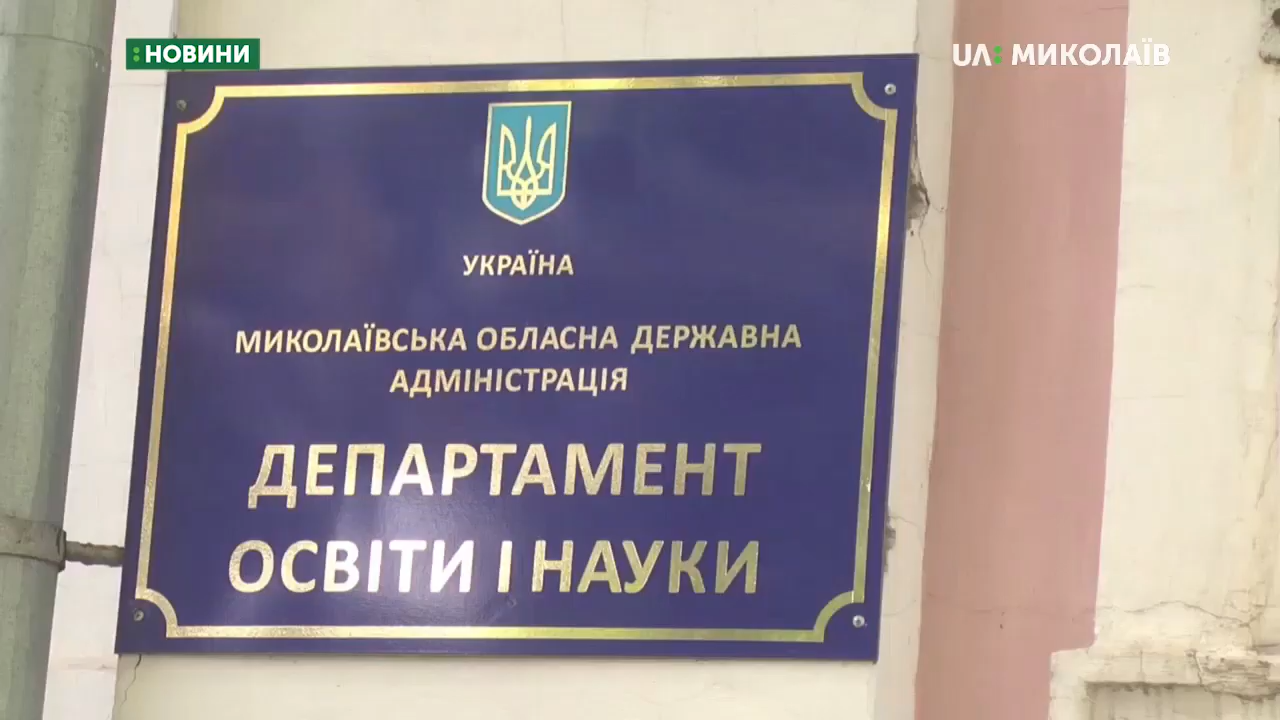 :НОВИНИ
UA: МИКОЛАЇВ
УКРАЇНА
МИКОЛАЇВСЬКА ОБЛАСНА ДЕРЖАВНА
АДМІНІСТРАЦІЯ
ДЕПАРТАМЕНТ
ОСВІТИ І НАУКИ